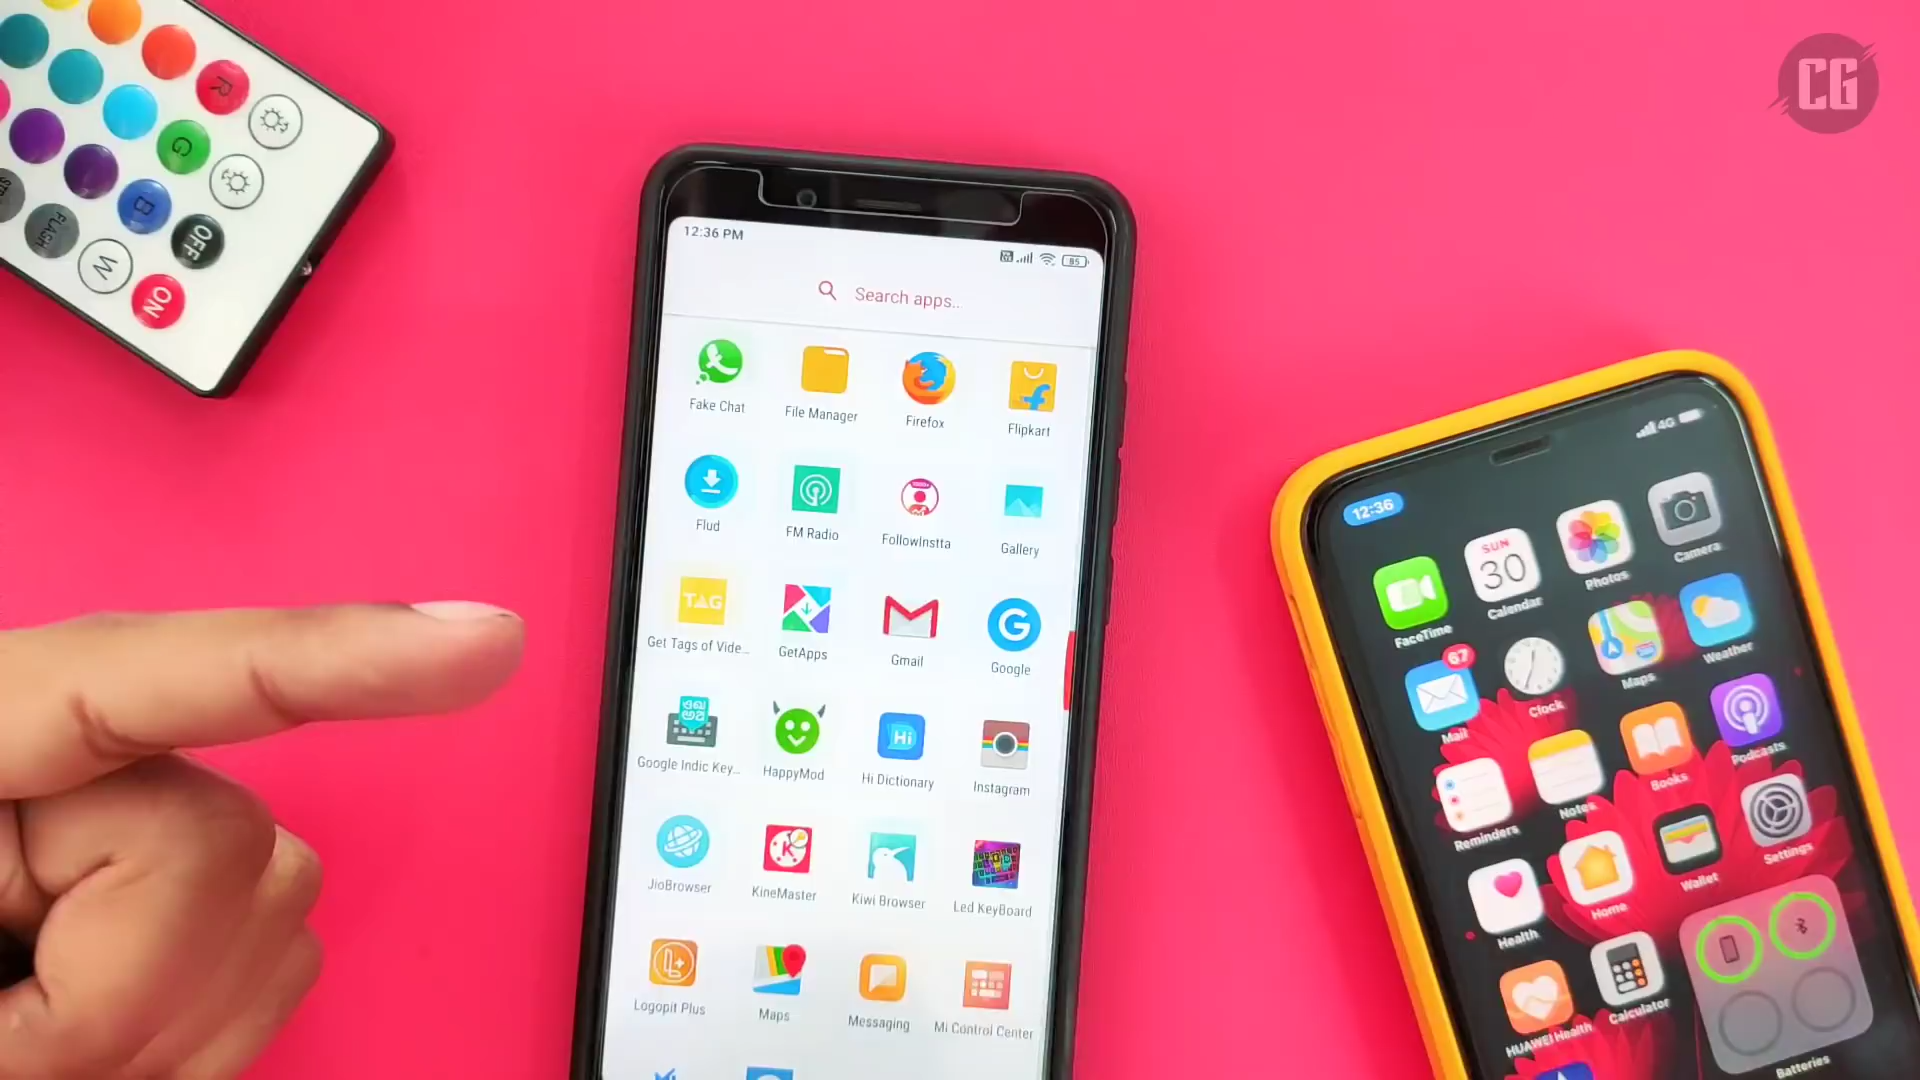 CG
R
G
B
OFF
FLASH
W
ON
12:36 PM
85
Search apps..
Fake Chat
File Manager
Firefox
Flipkart
Flud
FM Radio
FollowInstta
Gallery
TAG
Get Tags of Vide...
GetApps
Gmail
Google
Google Indic Key...
HappyMod
Hi
Hi Dictionary
Instagram
JioBrowser
KineMaster
Kiwi Browser
Led KeyBoard
Logopit Plus
Maps
Messaging
Mi Control Center
4G
12:36
FaceTime
SUN
30
Calendar
Photos
Camera
67
Mail
Clock
Maps
Weather
Reminders
Notes
Books
Podcasts
Health
Home
Wallet
Settings
HUAWEI Health
Calculator
Batteries